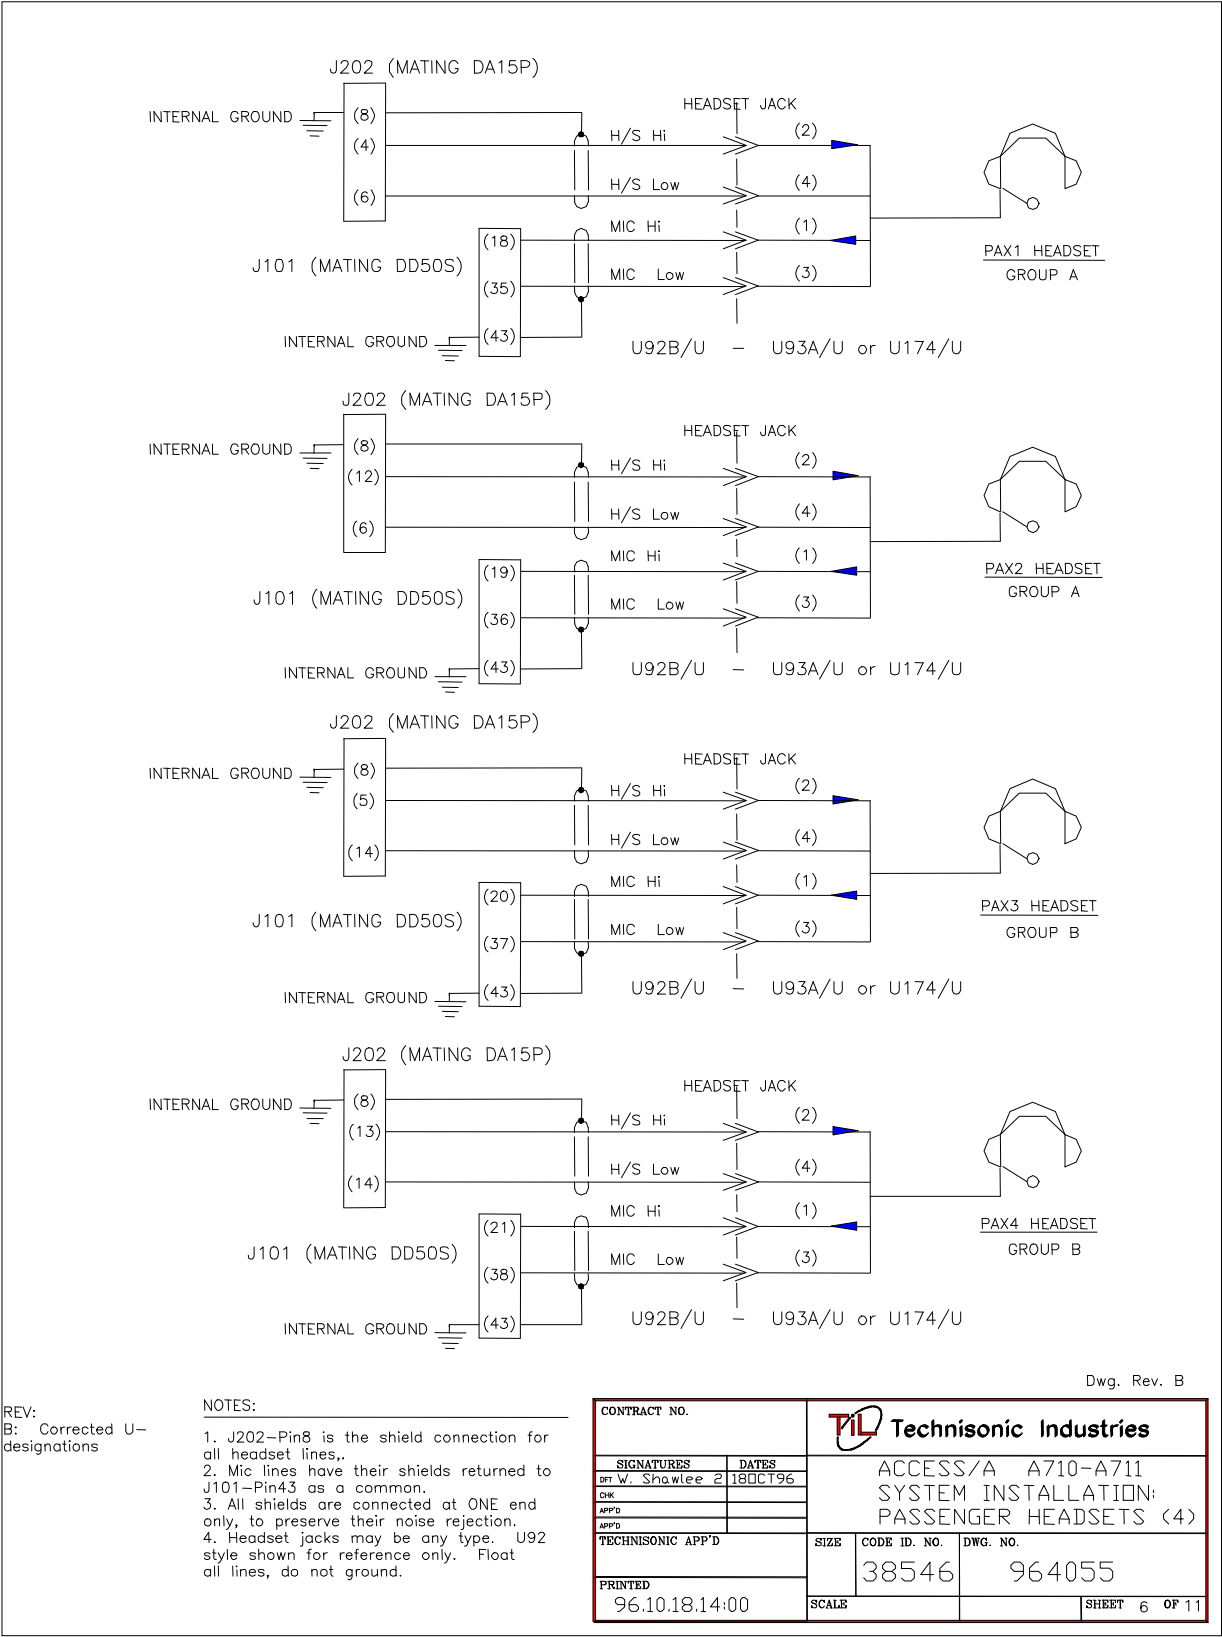 J202 (MATING DA15P)
INTERNAL GROUND
(8)
(4)
(6)
HEADSET JACK
H/S Hi
(2)
H/S Low
(4)
MIC Hi
(1)
MIC Low
(3)
J101 (MATING DD50S)
(18)
(35)
(43)
INTERNAL GROUND
U92B/U - U93A/U or U174/U
PAX1 HEADSET
GROUP A
J202 (MATING DA15P)
INTERNAL GROUND
(8)
(12)
(6)
HEADSET JACK
H/S Hi
(2)
H/S Low
(4)
MIC Hi
(1)
MIC Low
(3)
J101 (MATING DD50S)
(19)
(36)
(43)
INTERNAL GROUND
U92B/U - U93A/U or U174/U
PAX2 HEADSET
GROUP A
J202 (MATING DA15P)
INTERNAL GROUND
(8)
(5)
(14)
HEADSET JACK
H/S Hi
(2)
H/S Low
(4)
MIC Hi
(1)
MIC Low
(3)
J101 (MATING DD50S)
(20)
(37)
(43)
INTERNAL GROUND
U92B/U - U93A/U or U174/U
PAX3 HEADSET
GROUP B
J202 (MATING DA15P)
INTERNAL GROUND
(8)
(13)
(14)
HEADSET JACK
H/S Hi
(2)
H/S Low
(4)
MIC Hi
(1)
MIC Low
(3)
J101 (MATING DD50S)
(21)
(38)
(43)
INTERNAL GROUND
U92B/U - U93A/U or U174/U
PAX4 HEADSET
GROUP B
Dwg. Rev. B
REV:
B: Corrected U-
designations
NOTES:
1. J202-Pin8 is the shield connection for
all headset lines,.
2. Mic lines have their shields returned to
J101-Pin43 as a common.
3. All shields are connected at ONE end
only, to preserve their noise rejection.
4. Headset jacks may be any type. U92
style shown for reference only. Float
all lines, do not ground.
CONTRACT NO.
SIGNATURES DATES
DFT W. Shawlee 2 18OCT96
CHK
APP'D
APP'D
TECHNISONIC APP'D
PRINTED
96.10.18.14:00
TiL Technisonic Industries
ACCESS/A A710-A711
SYSTEM INSTALLATION:
PASSENGER HEADSETS (4)
SIZE
CODE ID. NO.
38546
DWG. NO.
964055
SCALE
SHEET 6 OF 11